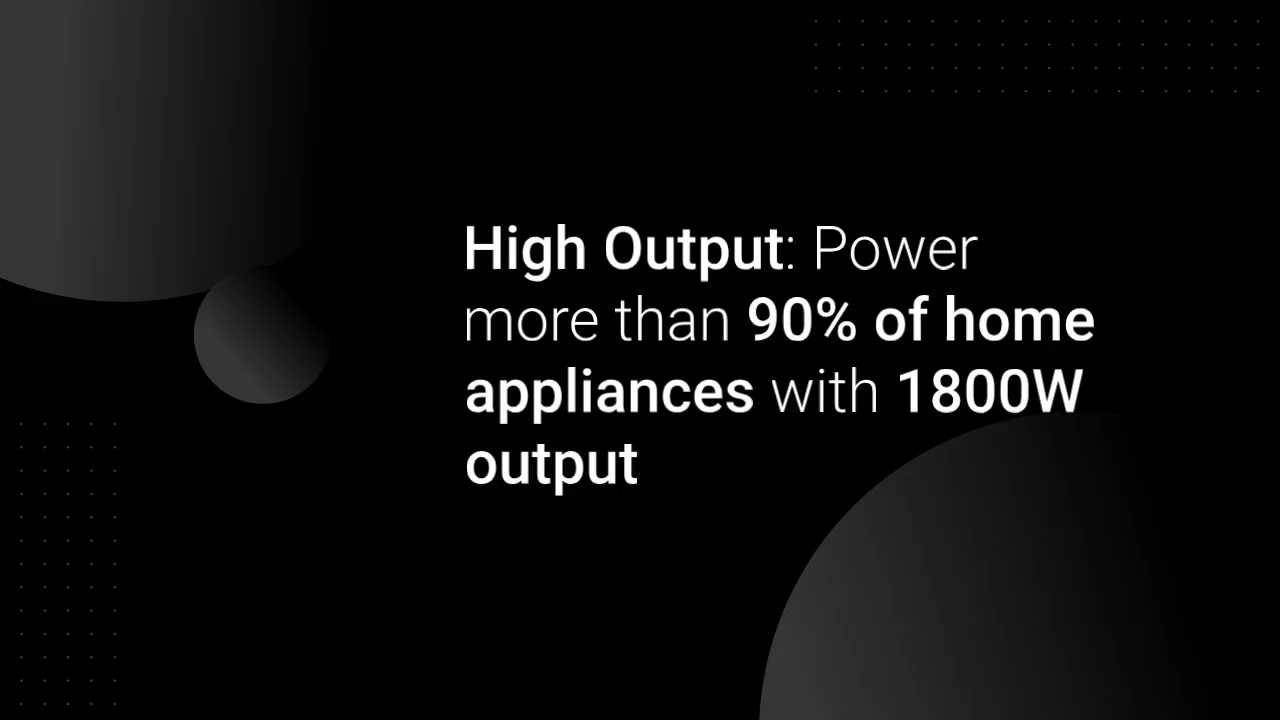 High Output: Power
more than 90% of home
appliances with 1800W
output